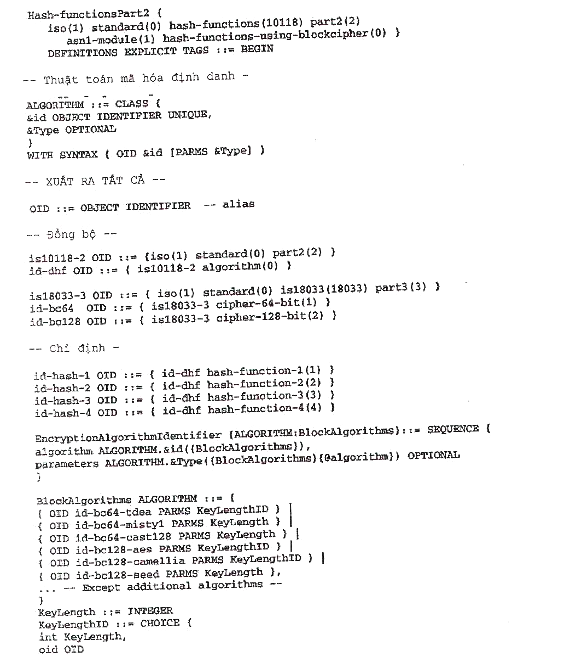 Hash-functionsPart2 {
iso(1) standard(0) hash-functions(10118) part2(2)
asn1-module(1) hash-functions-using-blockcipher(0) }
DEFINITIONS EXPLICIT TAGS ::= BEGIN
-- Thuật toán mã hóa định danh -
ALGORITHM ::= CLASS {
&id OBJECT IDENTIFIER UNIQUE,
&Type OPTIONAL
}
WITH SYNTAX { OID &id [PARMS &Type] }
-- XUẤT RA TẤT CẢ --
OID ::= OBJECT IDENTIFIER -- alias
-- Đồng bộ --
is10118-2 OID ::= {iso(1) standard(0) part2(2) }
id-dhf OID ::= { is10118-2 algorithm(0) }
is18033-3 OID ::= { iso(1) standard(0) is18033(18033) part3(3) }
id-bc64 OID ::= { is18033-3 cipher-64-bit(1) }
id-bc128 OID ::= { is18033-3 cipher-128-bit(2) }
-- Chỉ định -
id-hash-1 OID ::= { id-dhf hash-function-1(1) }
id-hash-2 OID ::= { id-dhf hash-function-2(2) }
id-hash-3 OID ::= { id-dhf hash-function-3(3) }
id-hash-4 OID ::= { id-dhf hash-function-4(4) }
EncryptionAlgorithmIdentifier {ALGORITHM:BlockAlgorithms}::= SEQUENCE {
algorithm ALGORITHM.&id({BlockAlgorithms}),
parameters ALGORITHM.&Type({BlockAlgorithms}{@algorithm}) OPTIONAL
}
BlockAlgorithms ALGORITHM ::= {
{ OID id-bc64-tdea PARMS KeyLengthID } |
{ OID id-bc64-misty1 PARMS KeyLength } |
{ OID id-bc64-cast128 PARMS KeyLength } |
{ OID id-bc128-aes PARMS KeyLengthID } |
{ OID id-bc128-camellia PARMS KeyLengthID } |
{ OID id-bc128-seed PARMS KeyLength },
... -- Except additional algorithms --
}
KeyLength ::= INTEGER
KeyLengthID ::= CHOICE {
int KeyLength,
oid OID